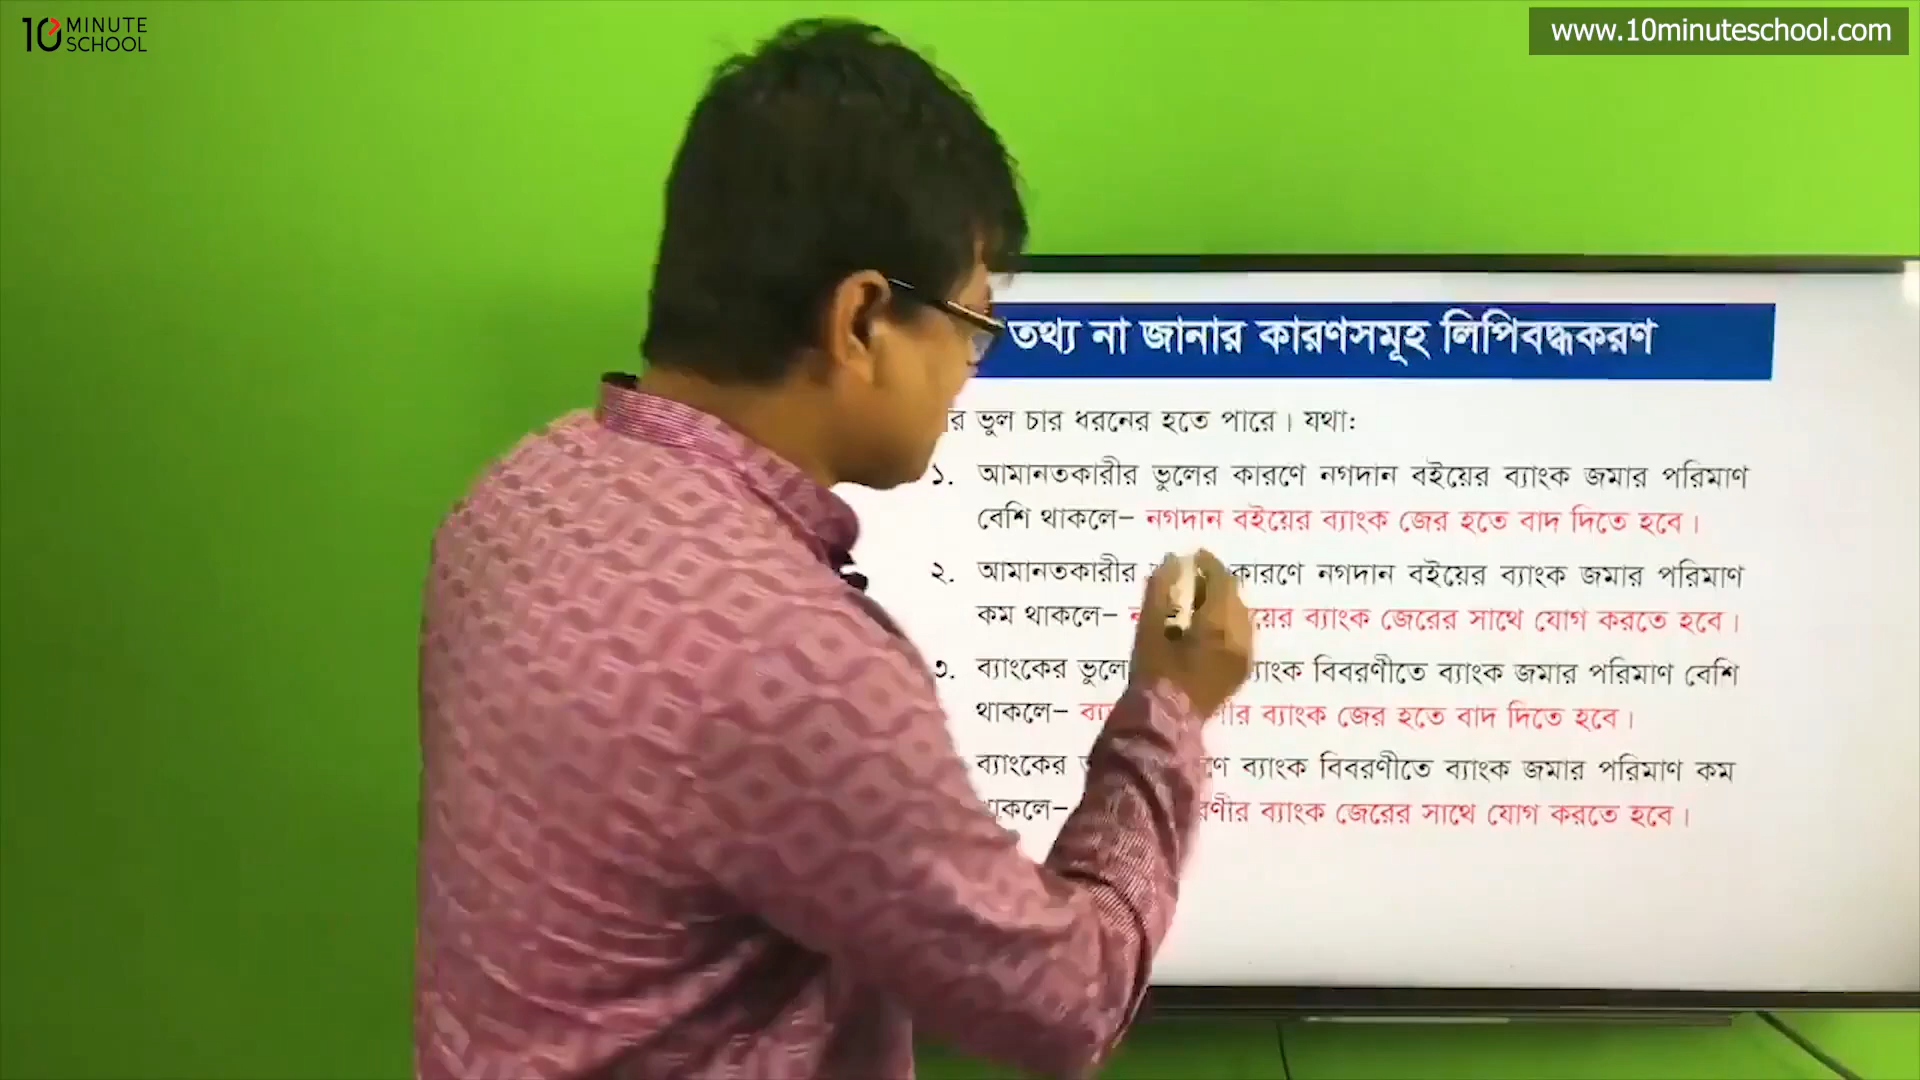 10 MINUTE
SCHOOL
www.10minuteschool.com
তথ্য না জানার কারণসমূহ লিপিবদ্ধকরণ
ভুল চার ধরনের হতে পারে। যথা:
১. আমানতকারীর ভুলের কারণে নগদান বইয়ের ব্যাংক জমার পরিমাণ
বেশি থাকলে– নগদান বইয়ের ব্যাংক জের হতে বাদ দিতে হবে।
২. আমানতকারীর কারণে নগদান বইয়ের ব্যাংক জমার পরিমাণ
কম থাকলে– ব্যাংক জেরের সাথে যোগ করতে হবে।
৩. ব্যাংকের বিবরণীতে ব্যাংক জমার পরিমাণ বেশি
থাকলে– ব্যাংক জের হতে বাদ দিতে হবে।
ব্যাংকের ব্যাংক বিবরণীতে ব্যাংক জমার পরিমাণ কম
থাকলে– ব্যাংক জেরের সাথে যোগ করতে হবে।